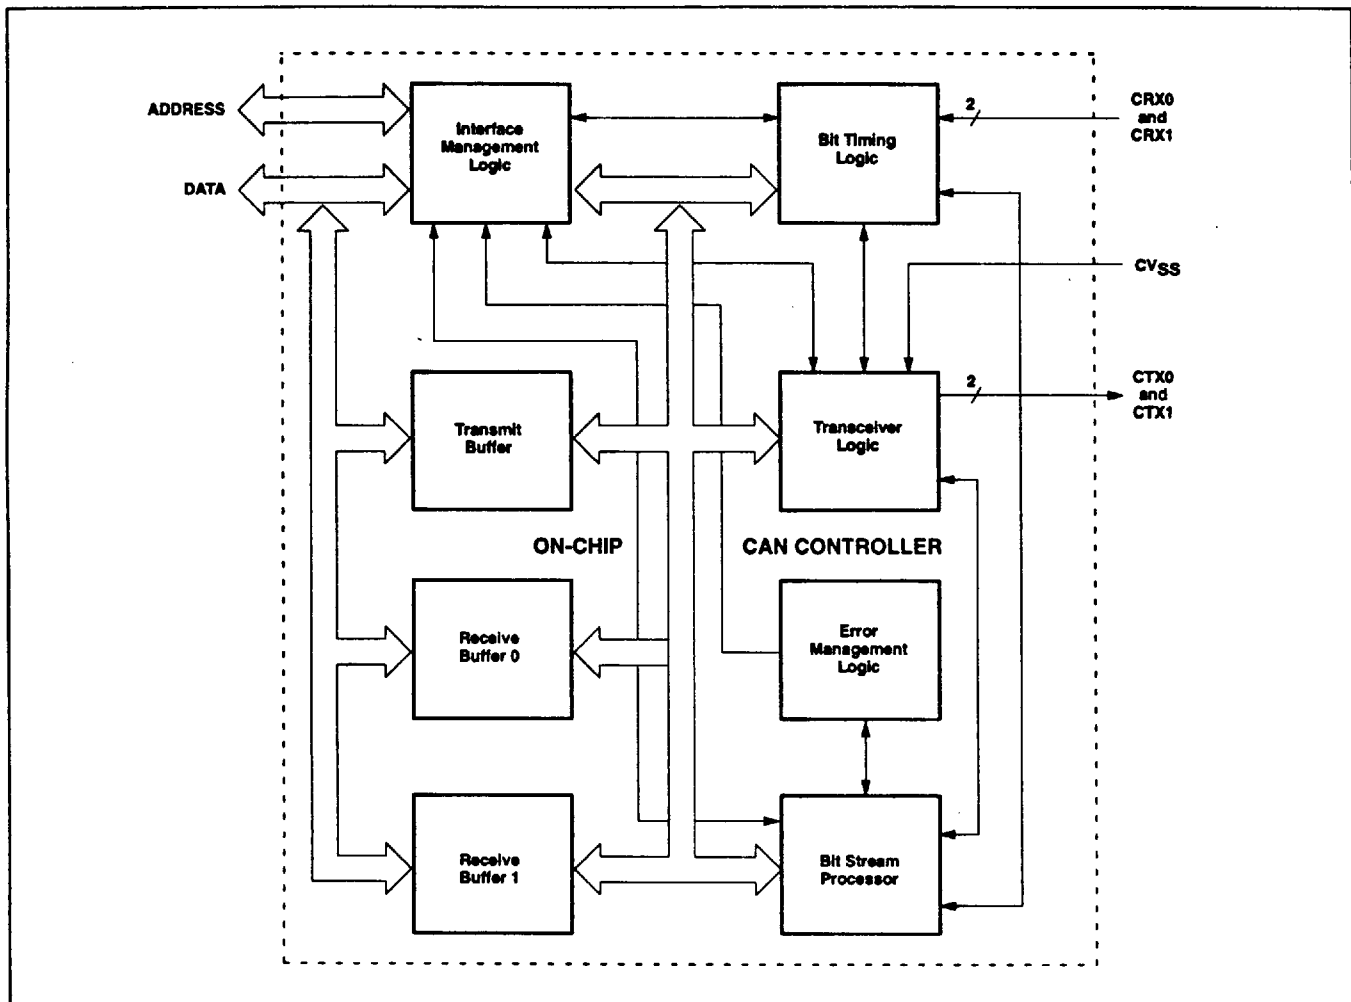 ADDRESS
DATA
Interface
Management
Logic
Bit Timing
Logic
2
CRX0
and
CRX1
CVSS
Transmit
Buffer
Transceiver
Logic
2
CTX0
and
CTX1
ON-CHIP
CAN CONTROLLER
Receive
Buffer 0
Error
Management
Logic
Receive
Buffer 1
Bit Stream
Processor